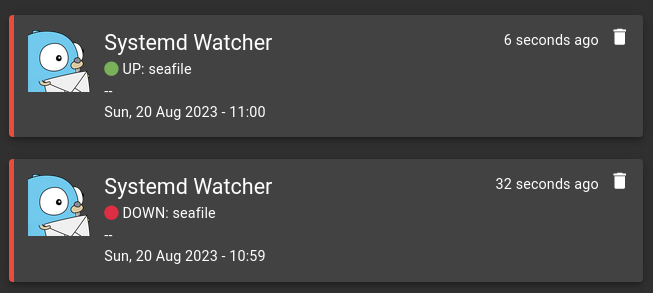 Systemd Watcher
6 seconds ago
UP: seafile
--
Sun, 20 Aug 2023 - 11:00
Systemd Watcher
32 seconds ago
DOWN: seafile
--
Sun, 20 Aug 2023 - 10:59